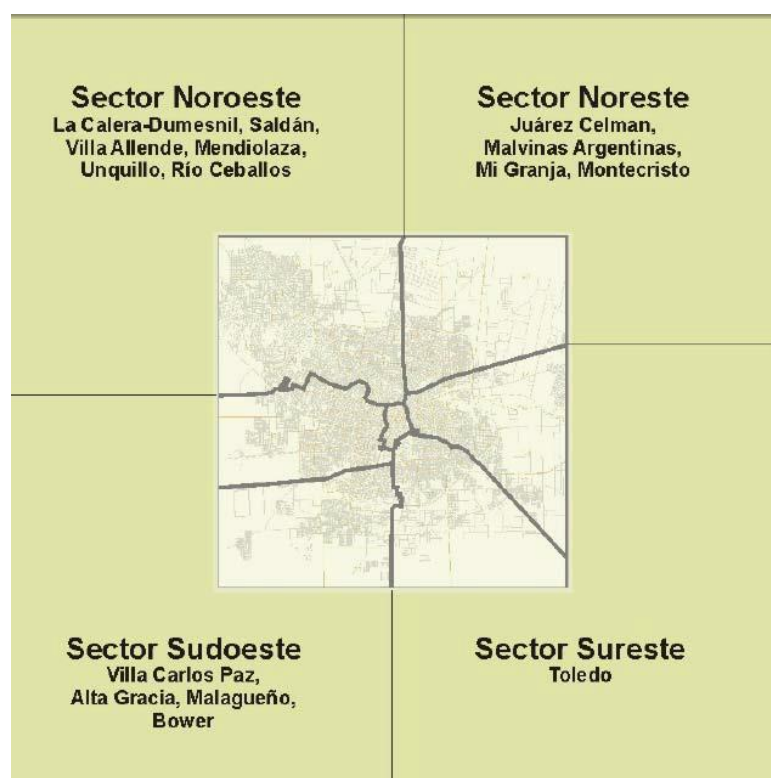 Sector Noroeste
La Calera-Dumesnil, Saldán,
Villa Allende, Mendiolaza,
Unquillo, Río Ceballos
Sector Noreste
Juárez Celman,
Malvinas Argentinas,
Mi Granja, Montecristo
Sector Sudoeste
Villa Carlos Paz,
Alta Gracia, Malagueño,
Bower
Sector Sureste
Toledo